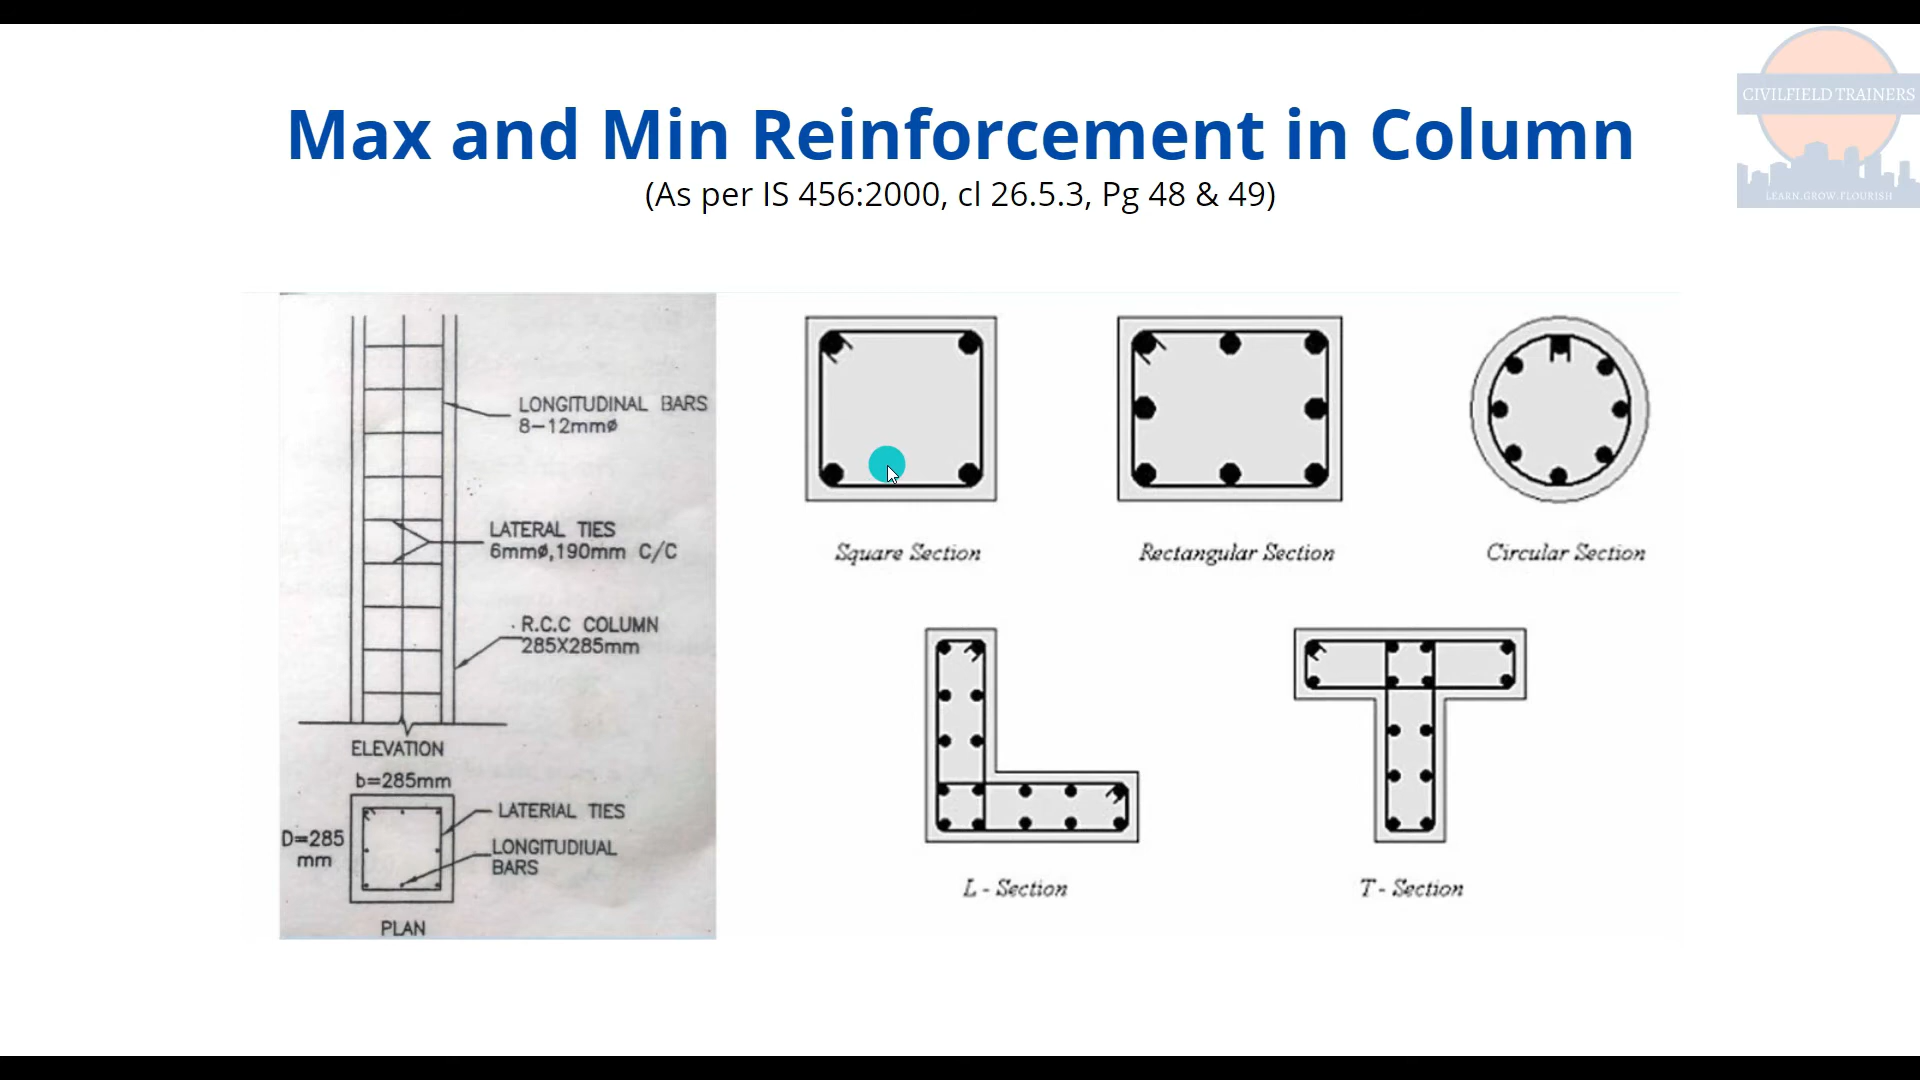 CIVILFIELD TRAINERS
LEARN.GROW.FLOURISH
Max and Min Reinforcement in Column
(As per IS 456:2000, cl 26.5.3, Pg 48 & 49)
LONGITUDINAL BARS
8-12mmø
LATERAL TIES
6mmø,190mm C/C
R.C.C COLUMN
285X285mm
ELEVATION
b=285mm
D=285
mm
LATERIAL TIES
LONGITUDIUAL
BARS
PLAN
Square Section
Rectangular Section
Circular Section
L - Section
T - Section